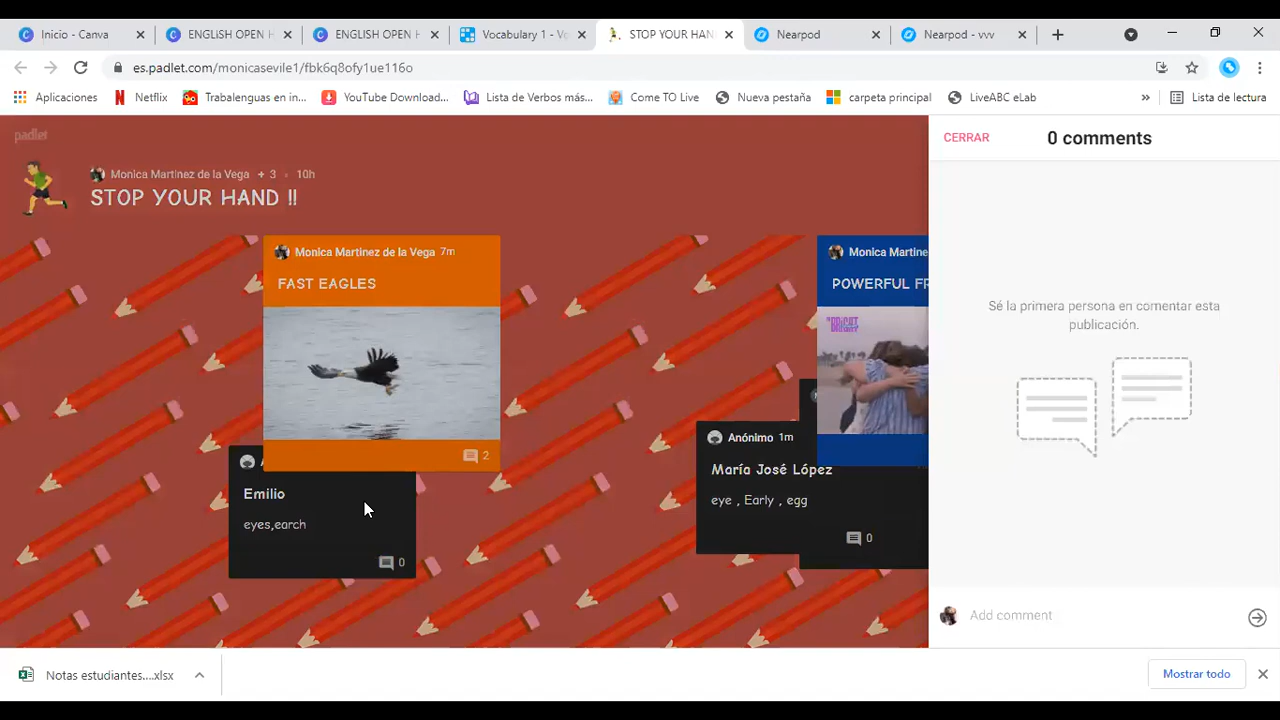 Inicio - Canva
ENGLISH OPEN H
ENGLISH OPEN H
Vocabulary 1 - Vo
STOP YOUR HAN
Nearpod
Nearpod - vvv
es.padlet.com/monicasevile1/fbk6q8ofy1ue116o
Aplicaciones
Netflix
Trabalenguas en in...
YouTube Download...
Lista de Verbos más...
Come TO Live
Nueva pestaña
carpeta principal
LiveABC eLab
»
Lista de lectura
padlet
Monica Martinez de la Vega + 3 · 10h
STOP YOUR HAND !!
CERRAR
0 comments
Monica Martinez de la Vega 7m
FAST EAGLES
2
Emilio
eyes,earch
0
Monica Martine
POWERFUL FR
Anónimo 1m
María José López
eye , Early , egg
0
Sé la primera persona en comentar esta
publicación.
Add comment
Notas estudiantes....xlsx
Mostrar todo